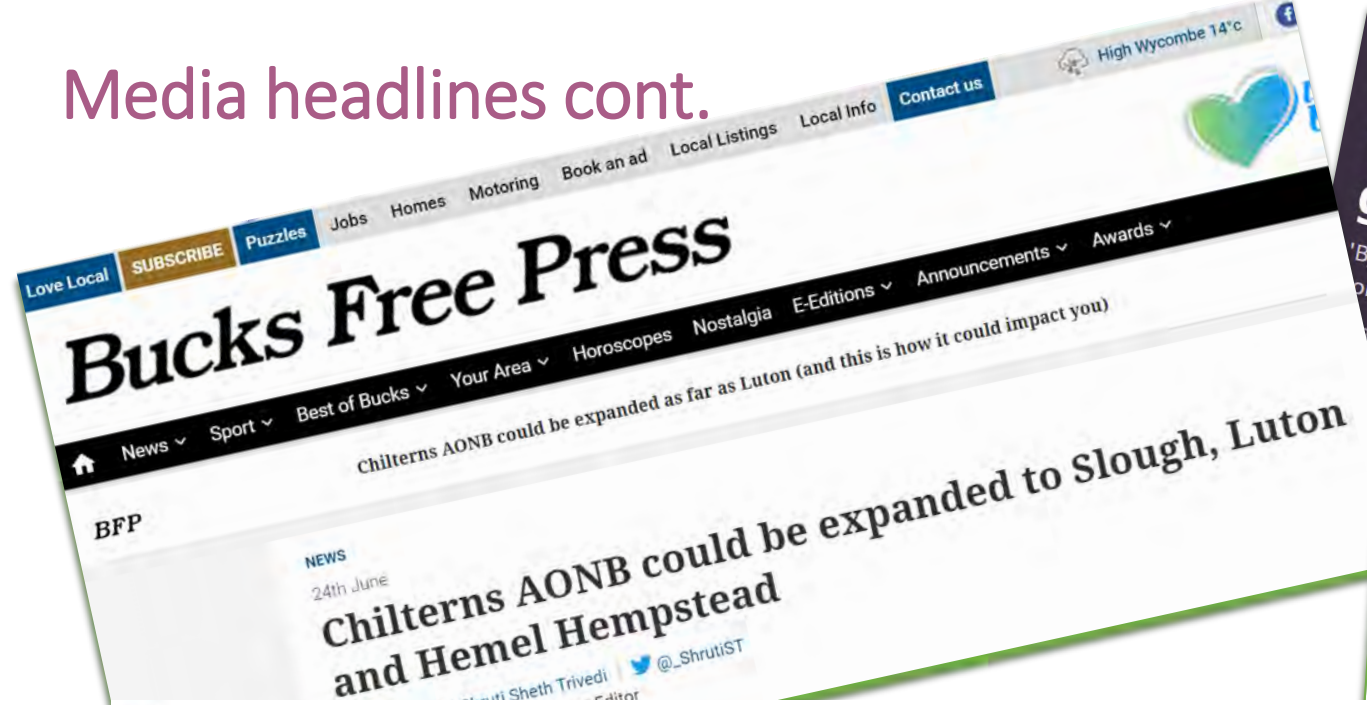 Media headlines cont.
High Wycombe 14°c
Love Local SUBSCRIBE Puzzles Jobs Homes Motoring Book an ad Local Listings Local Info Contact us
Bucks Free Press
News Sport Best of Bucks Your Area Horoscopes Nostalgia E-Editions Announcements Awards
BFP
Chilterns AONB could be expanded as far as Luton (and this is how it could impact you)
NEWS
24th June
Chilterns AONB could be expanded to Slough, Luton
and Hemel Hempstead
Sheth Trivedi @_ShrutiST